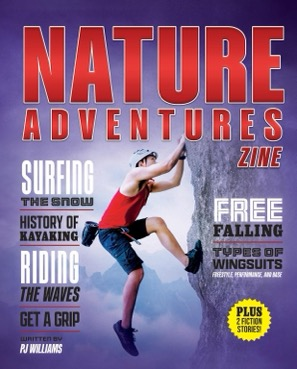 NATURE
ADVENTURES
ZINE
SURFING
THE SNOW
HISTORY OF
KAYAKING
RIDING
THE WAVES
GET A GRIP
WRITTEN BY
PJ WILLIAMS
FREE
FALLING
TYPES OF
WINGSUITS
FREESTYLE, PERFORMANCE, AND BASE
PLUS
2 FICTION
STORIES!